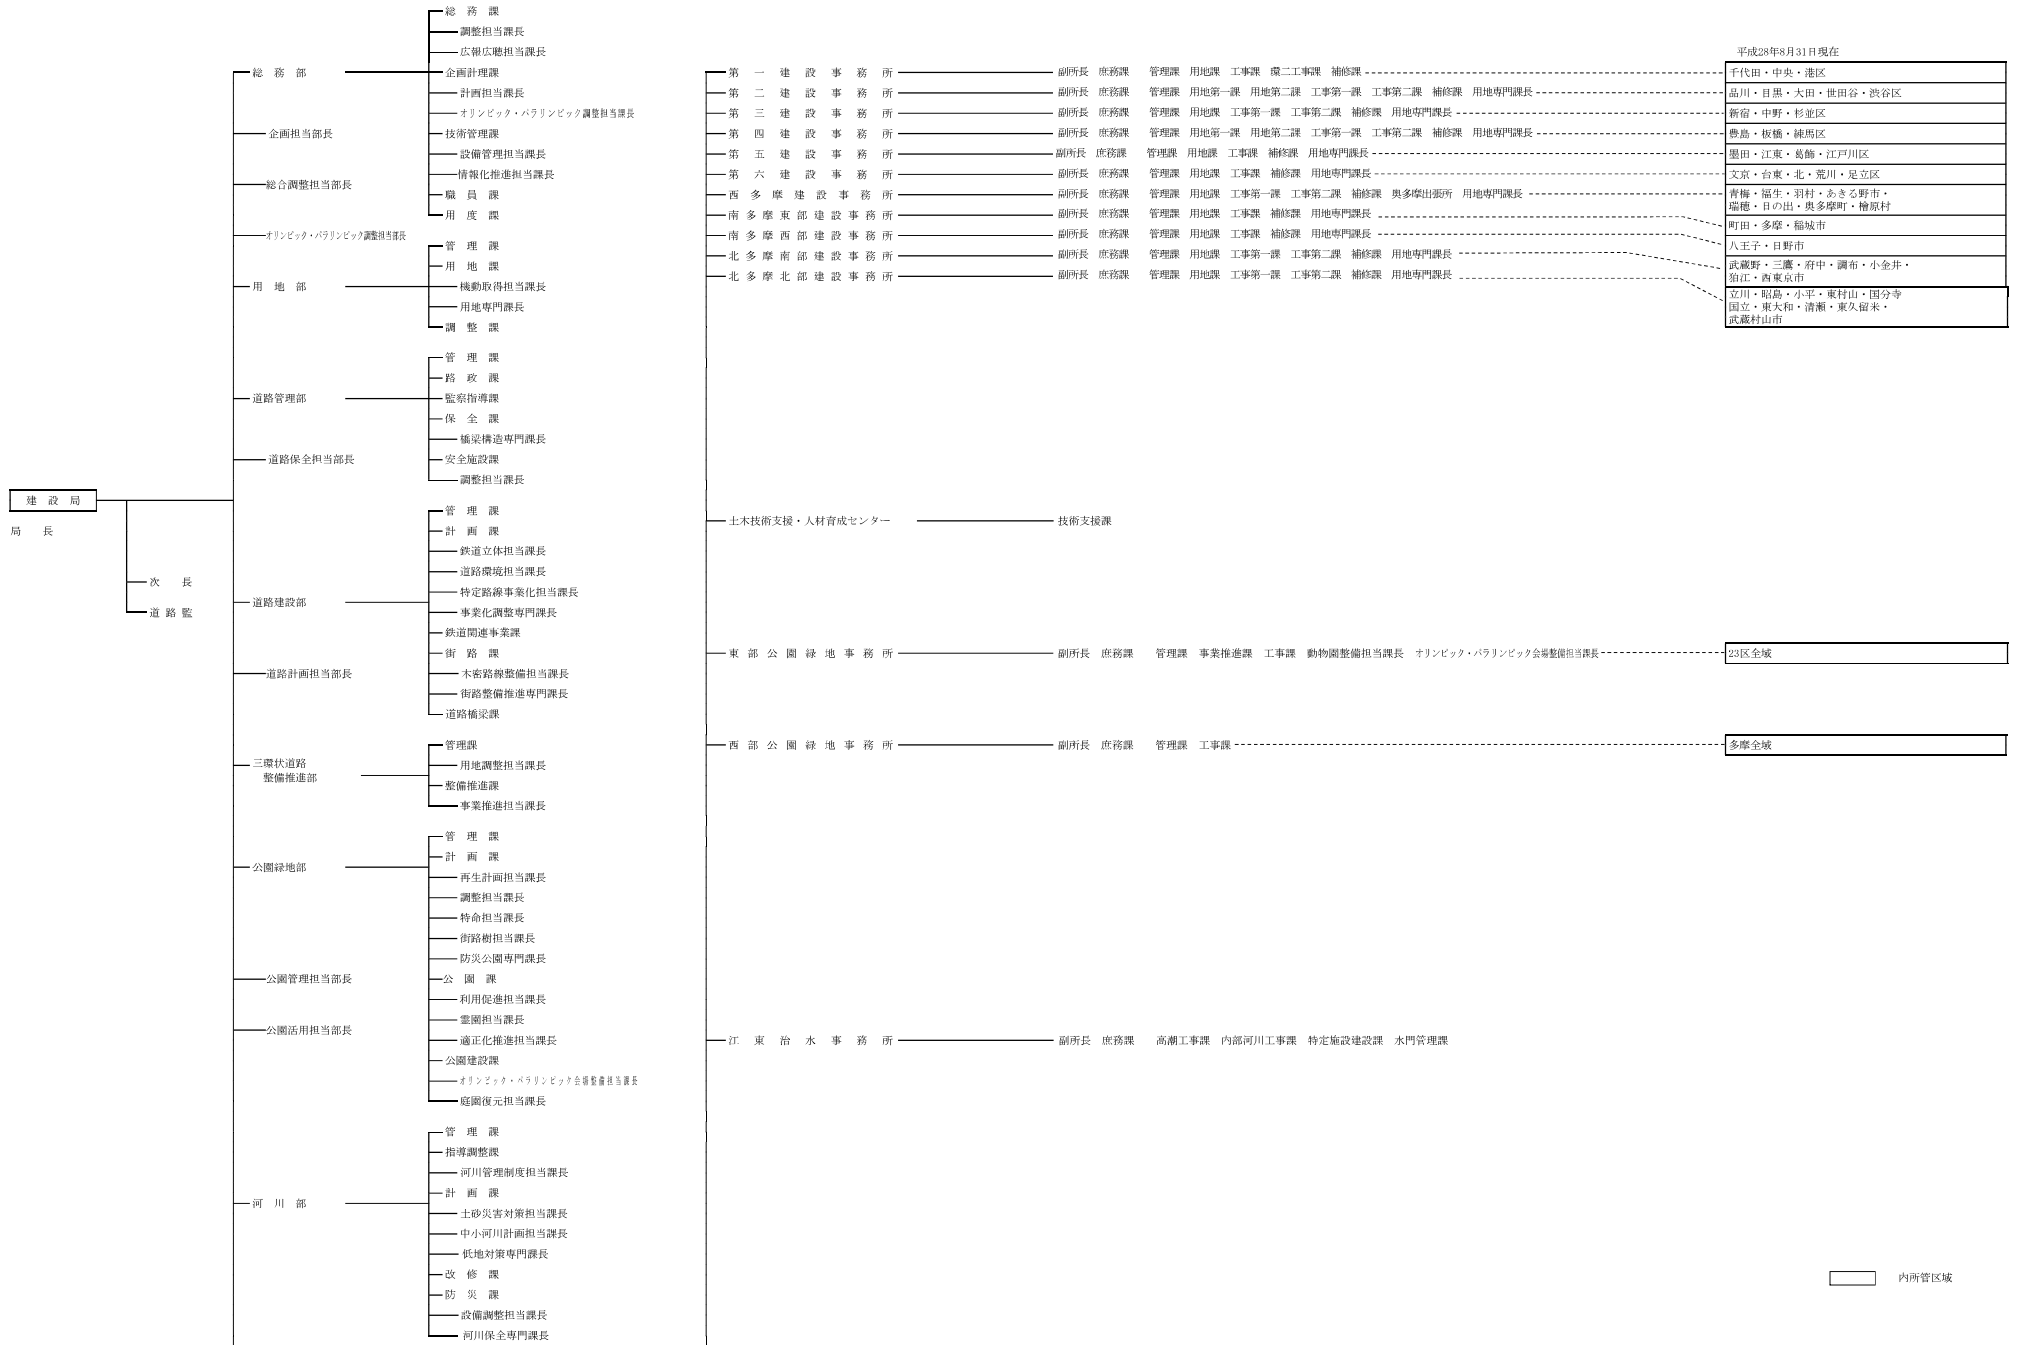 平成28年8月31日現在
建　設　局
局　　長
次　　長
道 路 監
総　務　部
企画担当部長
総合調整担当部長
オリンピック・パラリンピック調整担当部長
用　地　部
道路管理部
道路保全担当部長
道路建設部
道路計画担当部長
三環状道路
整備推進部
公園緑地部
公園管理担当部長
公園活用担当部長
河　川　部
総　務　課
調整担当課長
広報広聴担当課長
企画計理課
計画担当課長
オリンピック・パラリンピック調整担当課長
技術管理課
設備管理担当課長
情報化推進担当課長
職　員　課
用　度　課
管　理　課
用　地　課
機動取得担当課長
用地専門課長
調　整　課
管　理　課
路　政　課
監察指導課
保　全　課
橋梁構造専門課長
安全施設課
調整担当課長
管　理　課
計　画　課
鉄道立体担当課長
道路環境担当課長
特定路線事業化担当課長
事業化調整専門課長
鉄道関連事業課
街　路　課
木密路線整備担当課長
街路整備推進専門課長
道路橋梁課
管理課
用地調整担当課長
整備推進課
事業推進担当課長
管　理　課
計　画　課
再生計画担当課長
調整担当課長
特命担当課長
街路樹担当課長
防災公園専門課長
公　園　課
利用促進担当課長
霊園担当課長
適正化推進担当課長
公園建設課
オリンピック・パラリンピック会場整備担当課長
庭園復元担当課長
管　理　課
指導調整課
河川管理制度担当課長
計　画　課
土砂災害対策担当課長
中小河川計画担当課長
低地対策専門課長
改　修　課
防　災　課
設備調整担当課長
河川保全専門課長
第 一 建 設 事 務 所　副所長　庶務課　管理課　用地課　工事課　環二工事課　補修課　千代田・中央・港区
第 二 建 設 事 務 所　副所長　庶務課　管理課　用地第一課　用地第二課　工事第一課　工事第二課　補修課　用地専門課長　品川・目黒・大田・世田谷・渋谷区
第 三 建 設 事 務 所　副所長　庶務課　管理課　用地課　工事第一課　工事第二課　補修課　用地専門課長　新宿・中野・杉並区
第 四 建 設 事 務 所　副所長　庶務課　管理課　用地第一課　用地第二課　工事第一課　工事第二課　補修課　用地専門課長　豊島・板橋・練馬区
第 五 建 設 事 務 所　副所長　庶務課　管理課　用地課　工事課　補修課　用地専門課長　墨田・江東・葛飾・江戸川区
第 六 建 設 事 務 所　副所長　庶務課　管理課　用地課　工事課　補修課　用地専門課長　文京・台東・北・荒川・足立区
西 多 摩 建 設 事 務 所　副所長　庶務課　管理課　用地課　工事第一課　工事第二課　補修課　奥多摩出張所　用地専門課長　青梅・福生・羽村・あきる野市・
瑞穂・日の出・奥多摩町・檜原村
南多摩東部建設事務所　副所長　庶務課　管理課　用地課　工事課　補修課　用地専門課長　町田・多摩・稲城市
南多摩西部建設事務所　副所長　庶務課　管理課　用地課　工事課　補修課　用地専門課長　八王子・日野市
北多摩南部建設事務所　副所長　庶務課　管理課　用地課　工事第一課　工事第二課　補修課　用地専門課長　武蔵野・三鷹・府中・調布・小金井・
狛江・西東京市
北多摩北部建設事務所　副所長　庶務課　管理課　用地課　工事第一課　工事第二課　補修課　用地専門課長　立川・昭島・小平・東村山・国分寺
国立・東大和・清瀬・東久留米・
武蔵村山市
土木技術支援・人材育成センター　技術支援課
東 部 公 園 緑 地 事 務 所　副所長　庶務課　管理課　事業推進課　工事課　動物園整備担当課長　オリンピック・パラリンピック会場整備担当課長　23区全域
西 部 公 園 緑 地 事 務 所　副所長　庶務課　管理課　工事課　多摩全域
江 東 治 水 事 務 所　副所長　庶務課　高潮工事課　内部河川工事課　特定施設建設課　水門管理課
内所管区域